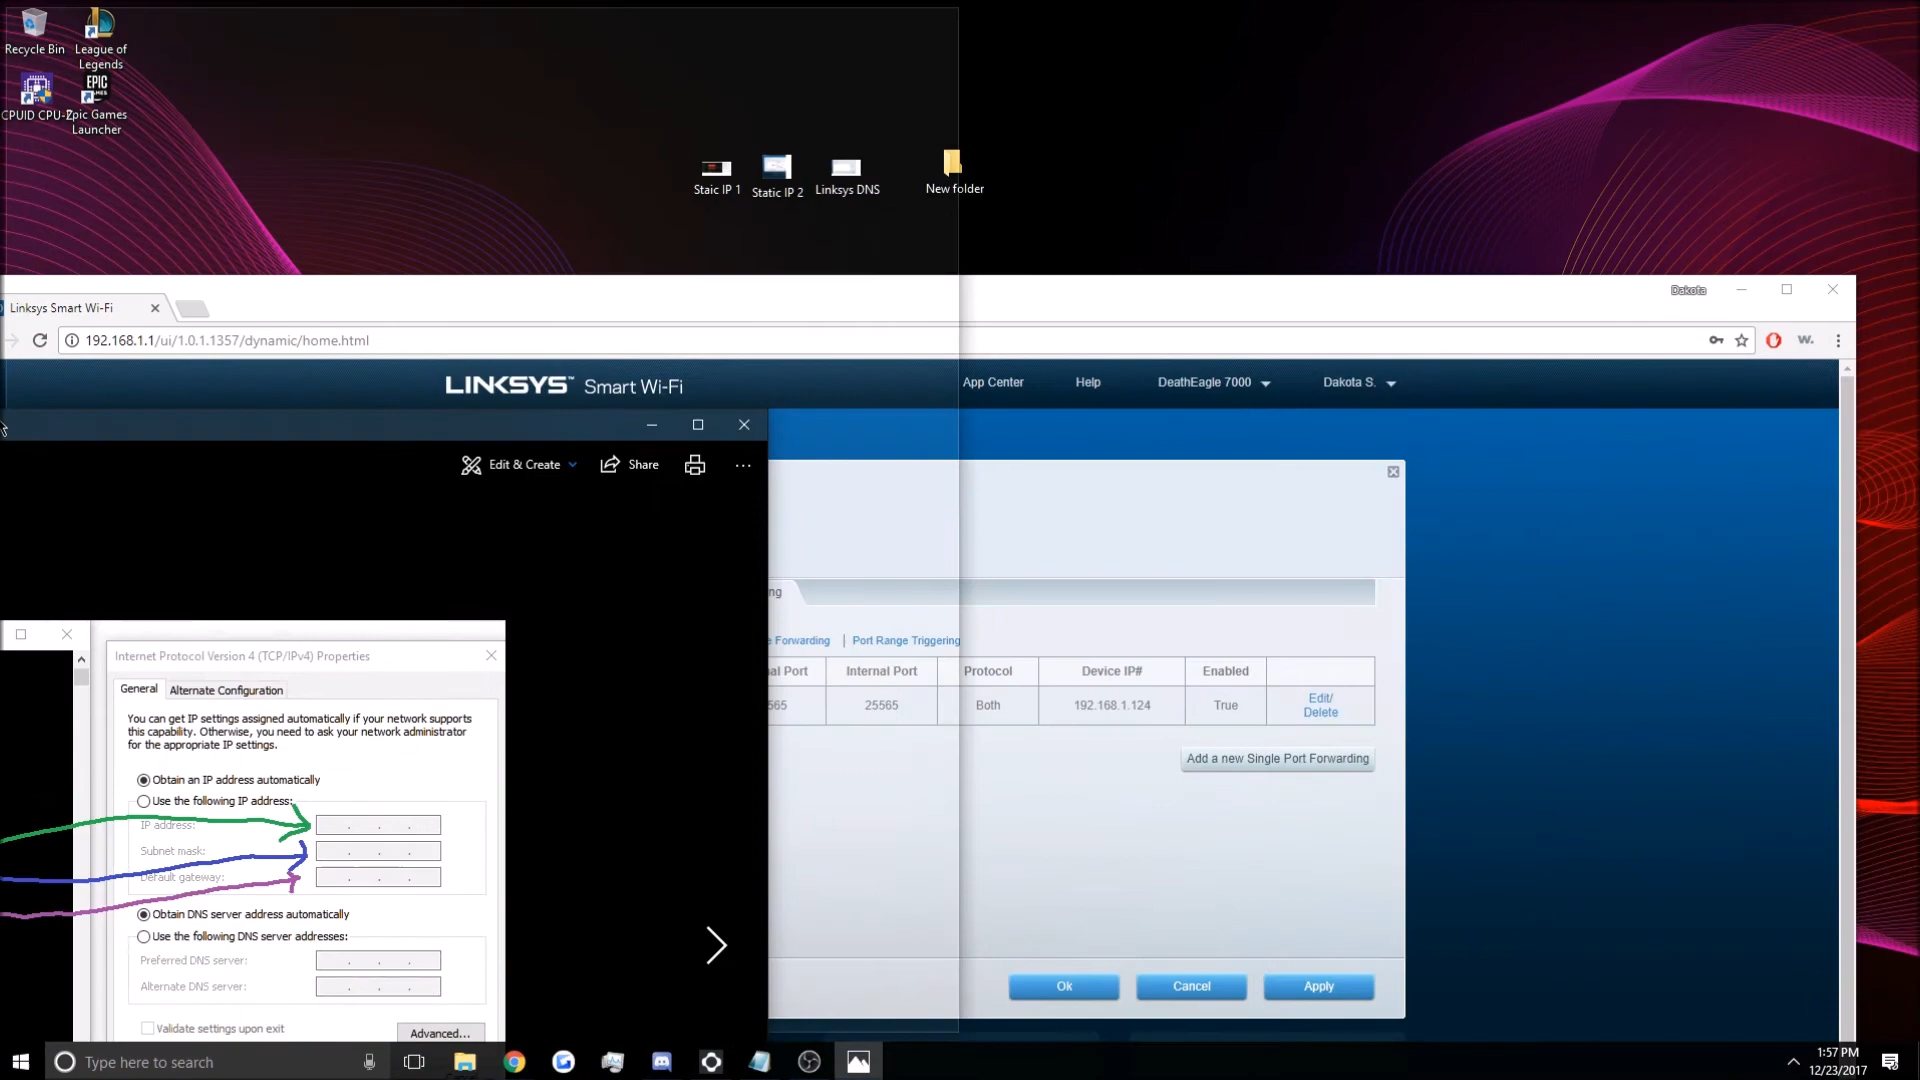 Recycle Bin
League of
Legends
CPUID CPU-Z
EPIC
GAMES
Epic Games
Launcher
Staic IP 1
Static IP 2
Linksys DNS
New folder
Linksys Smart Wi-Fi
Dakota
192.168.1.1/ui/1.0.1.1357/dynamic/home.html
W.
LINKSYS™ Smart Wi-Fi
App Center
Help
DeathEagle 7000
Dakota S.
Edit & Create
Share
ng
e Forwarding | Port Range Triggering
al Port
Internal Port
Protocol
Device IP#
Enabled
565
25565
Both
192.168.1.124
True
Edit/
Delete
Add a new Single Port Forwarding
Ok
Cancel
Apply
Internet Protocol Version 4 (TCP/IPv4) Properties
General
Alternate Configuration
You can get IP settings assigned automatically if your network supports
this capability. Otherwise, you need to ask your network administrator
for the appropriate IP settings.
Obtain an IP address automatically
Use the following IP address:
IP address:
Subnet mask:
Default gateway:
Obtain DNS server address automatically
Use the following DNS server addresses:
Preferred DNS server:
Alternate DNS server:
Validate settings upon exit
Advanced...
Type here to search
1:57 PM
12/23/2017